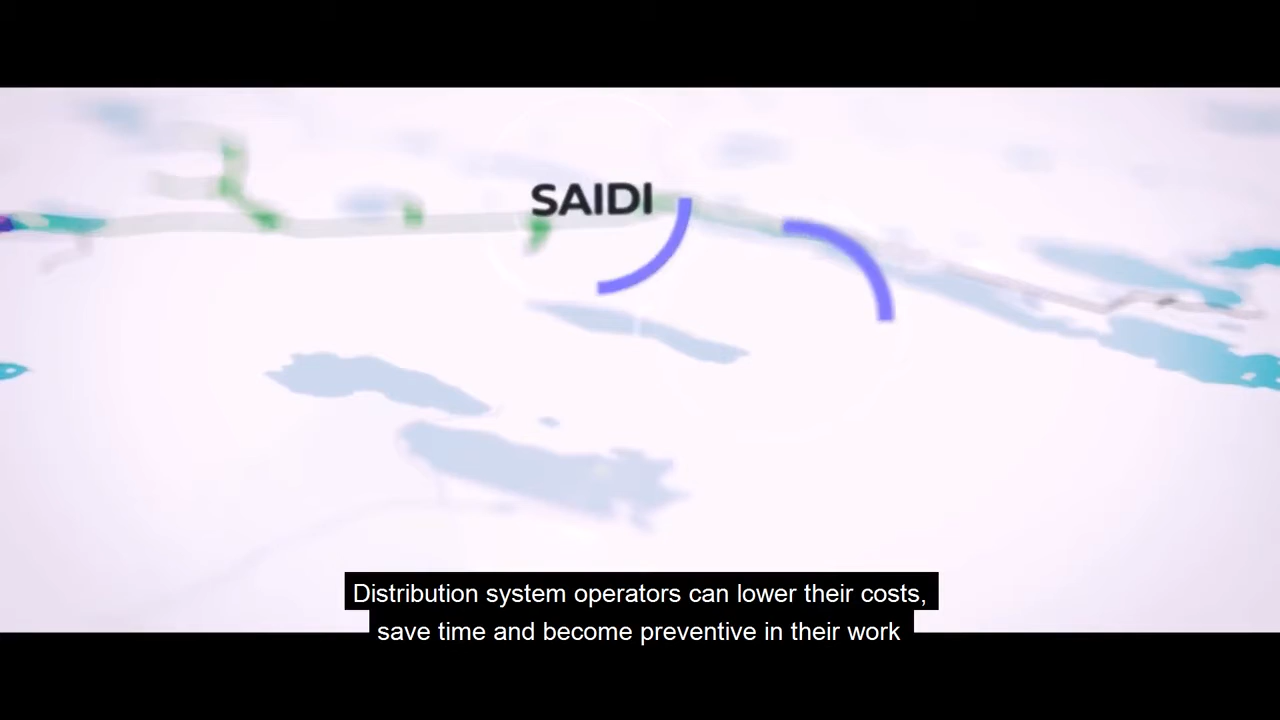 SAIDI
Distribution system operators can lower their costs,
save time and become preventive in their work